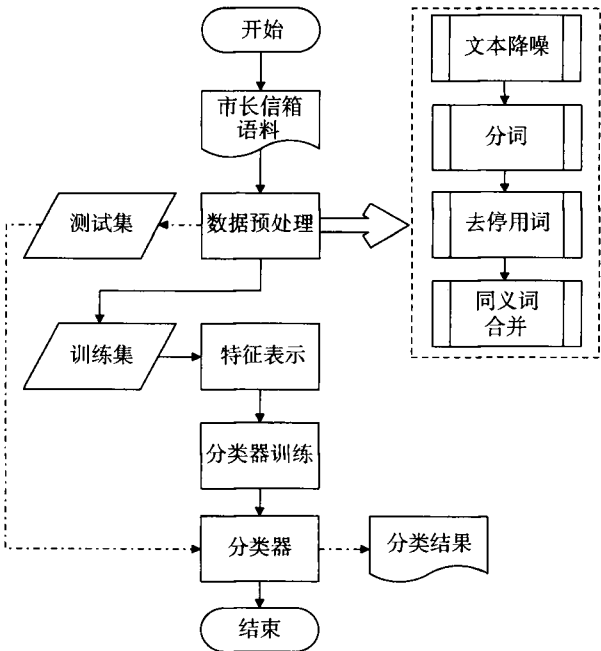 开始
市长信箱
语料
数据预处理
测试集
训练集
特征表示
分类器训练
分类器
分类结果
结束
文本降噪
分词
去停用词
同义词
合并